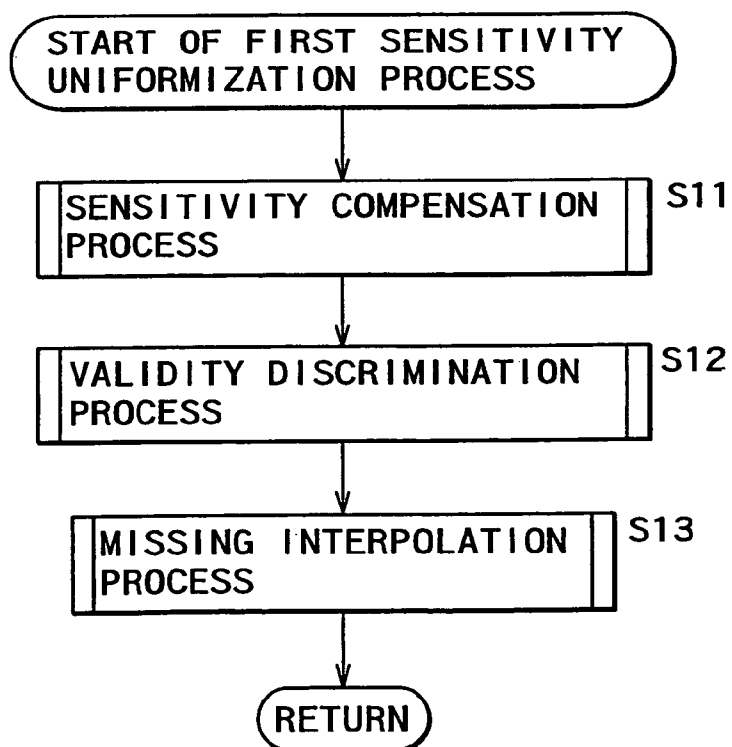 START OF FIRST SENSITIVITY
UNIFORMIZATION PROCESS
SENSITIVITY COMPENSATION
PROCESS
S11
VALIDITY DISCRIMINATION
PROCESS
S12
MISSING INTERPOLATION
PROCESS
S13
RETURN